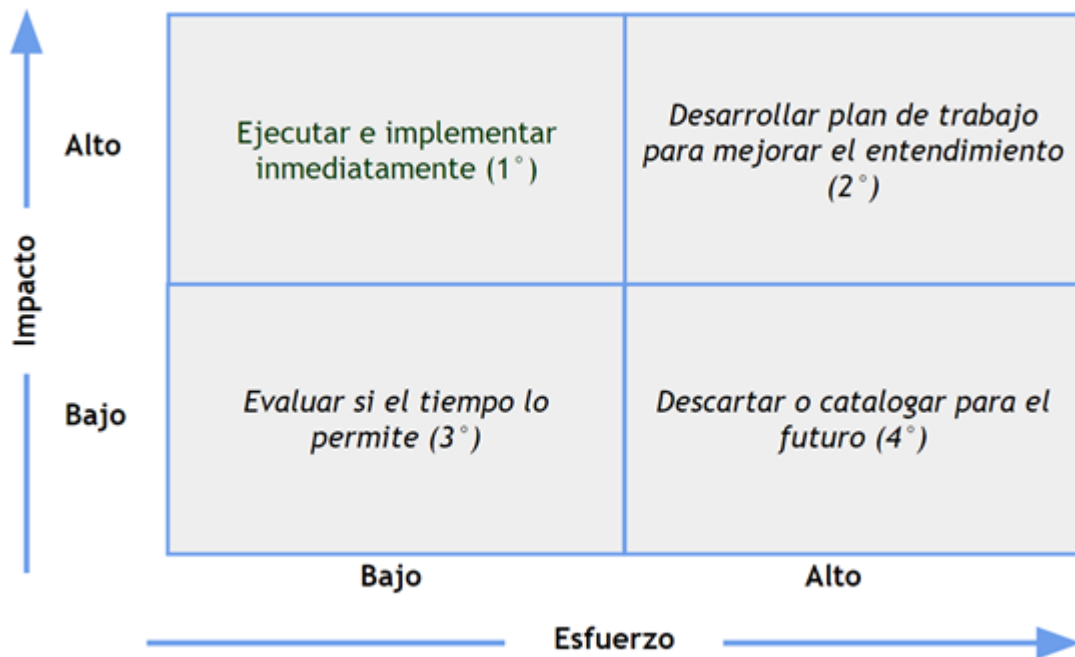 Impacto
Alto
Ejecutar e implementar
inmediatamente (1°)
Desarrollar plan de trabajo
para mejorar el entendimiento
(2°)
Bajo
Evaluar si el tiempo lo
permite (3°)
Descartar o catalogar para el
futuro (4°)
Bajo
Alto
Esfuerzo